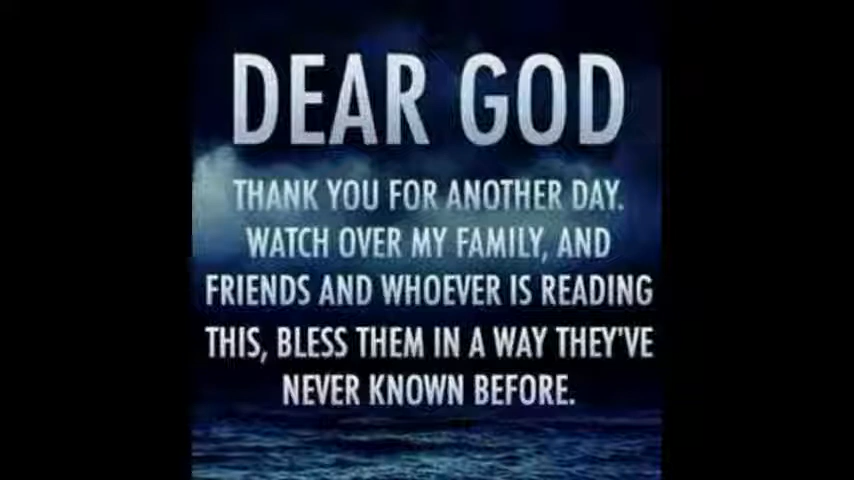 DEAR GOD
THANK YOU FOR ANOTHER DAY.
WATCH OVER MY FAMILY, AND
FRIENDS AND WHOEVER IS READING
THIS, BLESS THEM IN A WAY THEY'VE
NEVER KNOWN BEFORE.